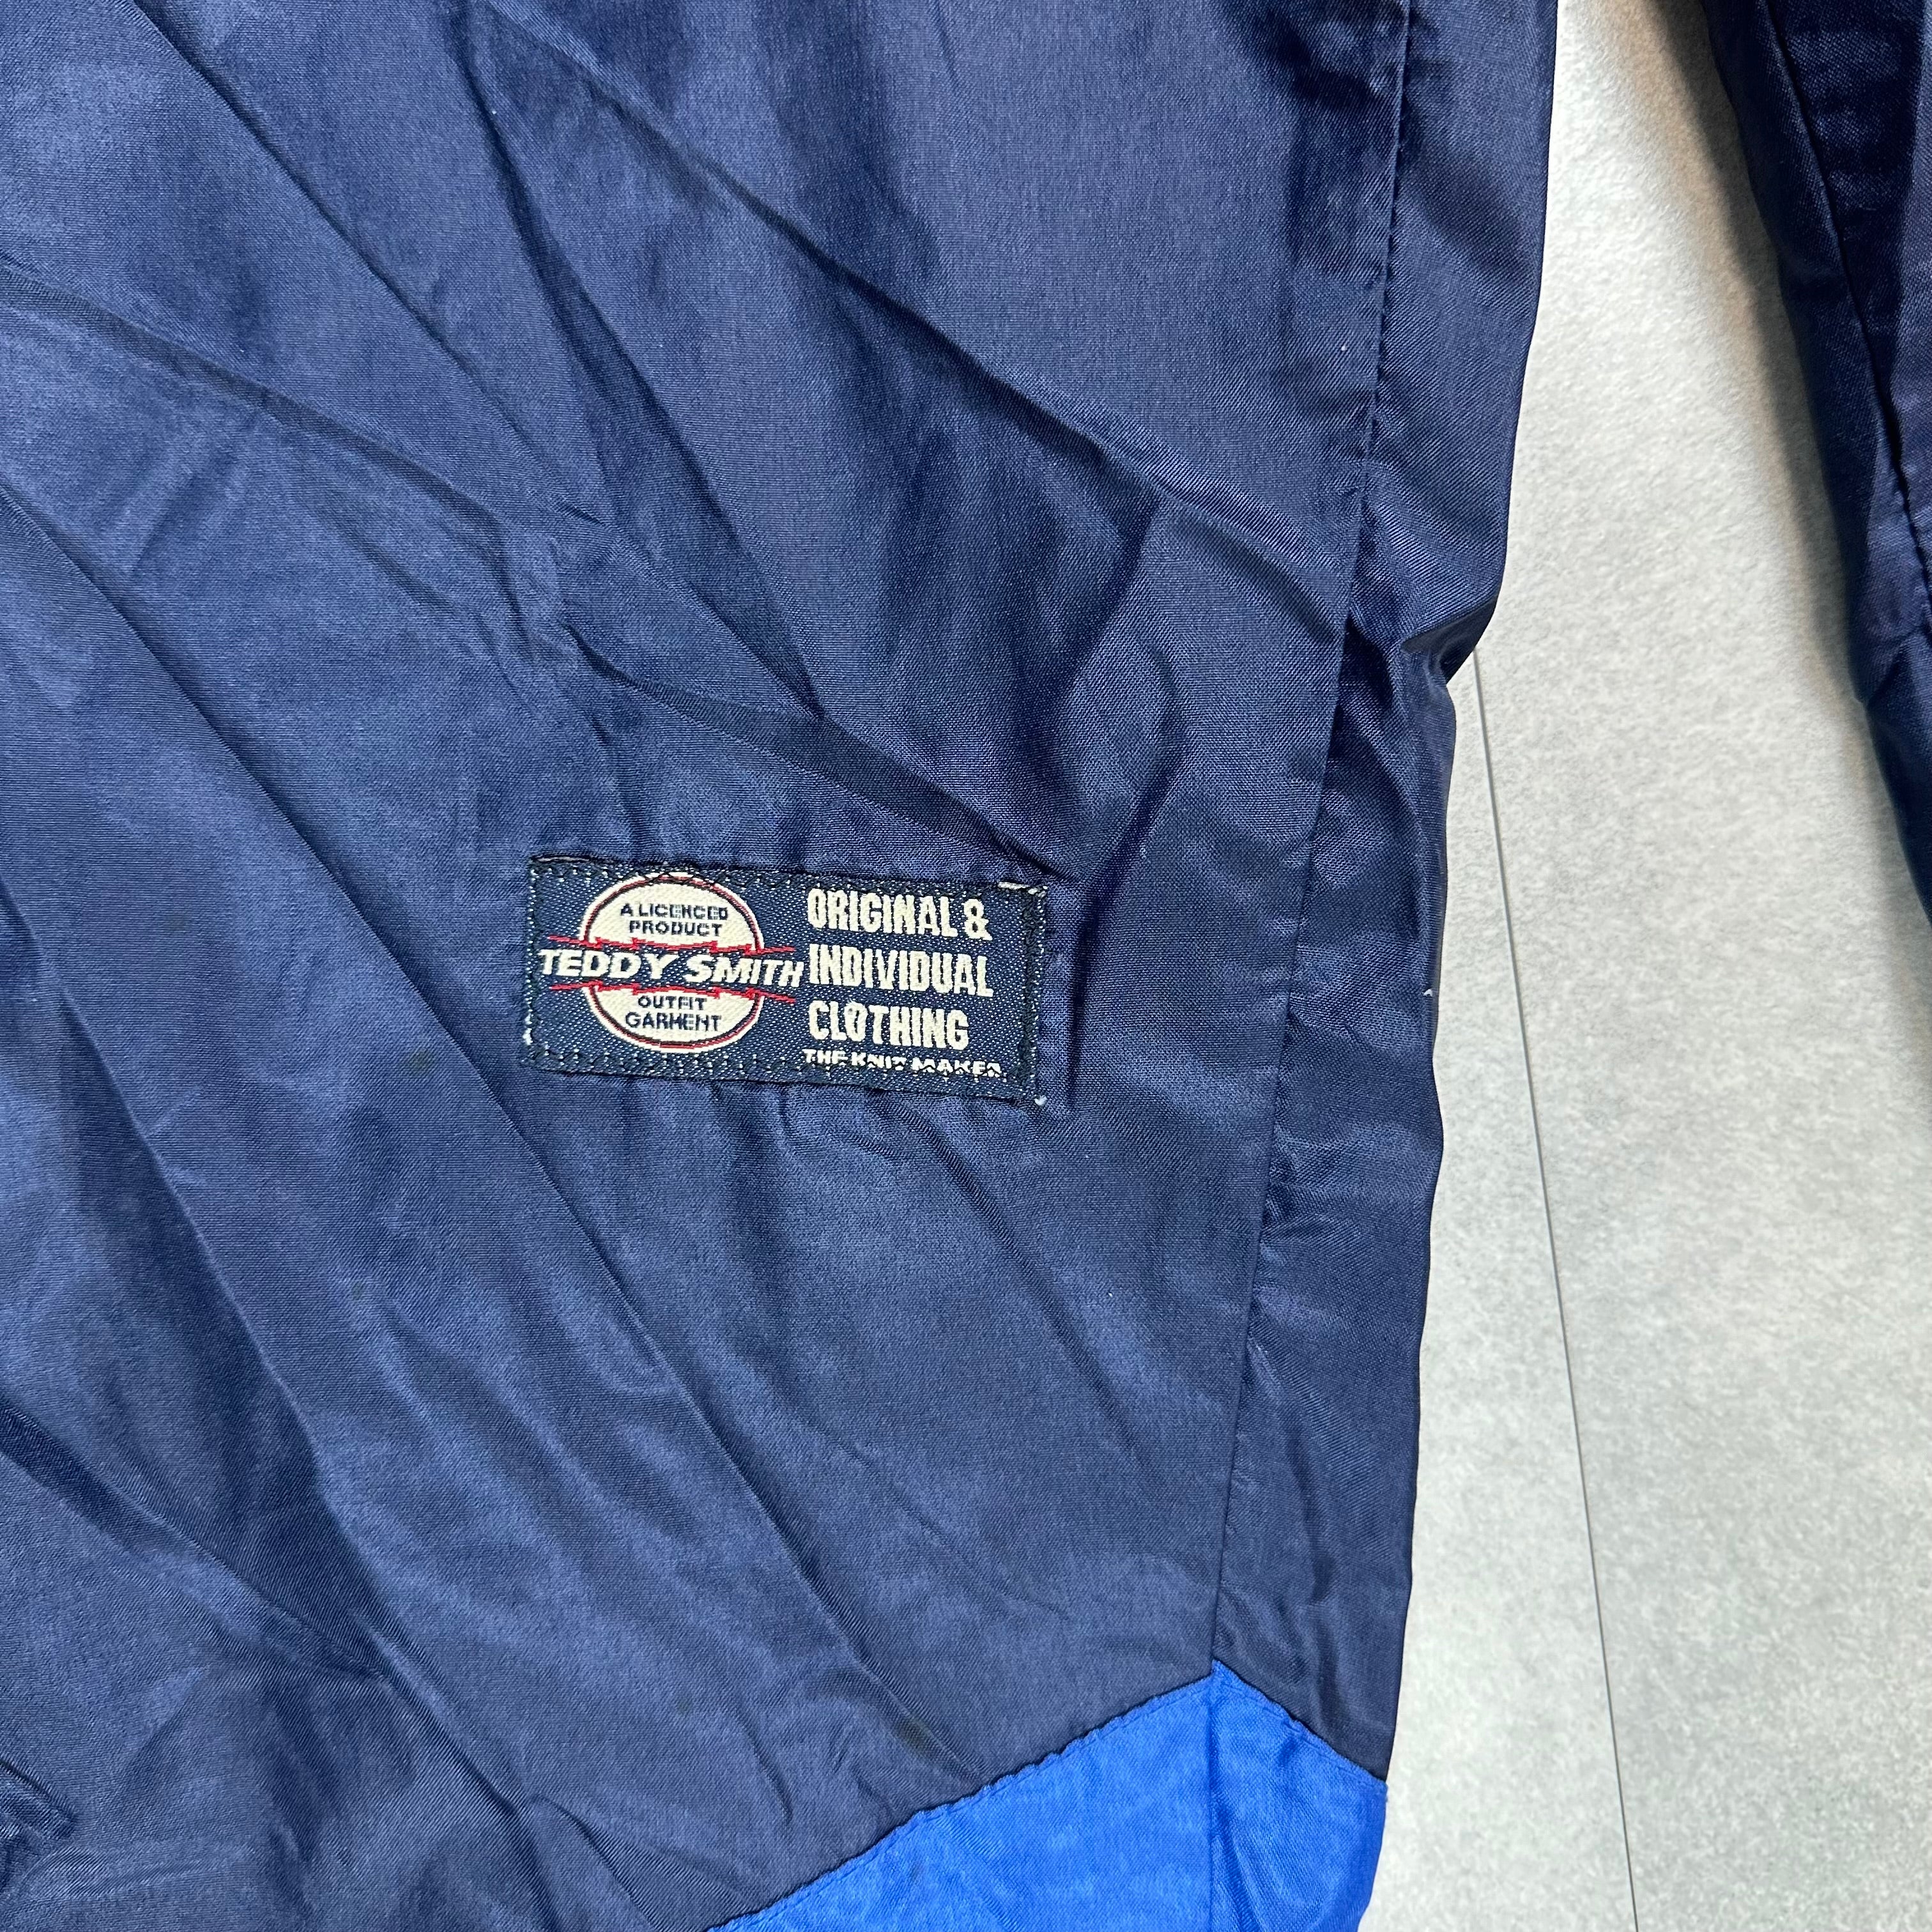 A LICENCED
PRODUCT
TEDDY SMITH
OUTFIT
GARMENT
ORIGINAL &
INDIVIDUAL
CLOTHING
THE KNIT MAKER